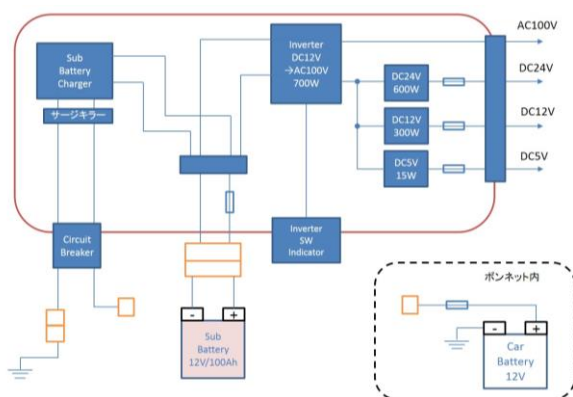 AC100V
Sub
Battery
Charger
Inverter
DC12V
→AC100V
700W
DC24V
600W
DC24V
サージキラー
DC12V
300W
DC12V
DC5V
15W
DC5V
Circuit
Breaker
Inverter
SW
Indicator
ボンネット内
-
+
Sub
Battery
12V/100Ah
-
+
Car
Battery
12V